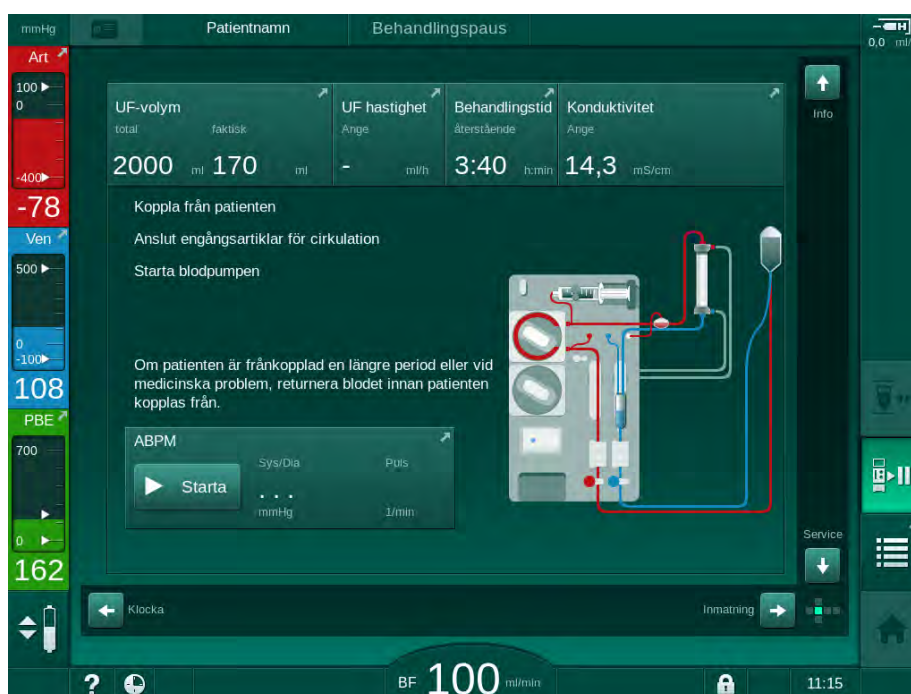 mmHg
Patientnamn
Behandlingspaus
0,0 ml/
Art
100
0
-400
-78
Ven
500
0
-100
108
PBE
700
0
162
UF-volym
total faktisk
2000 ml 170 ml
UF hastighet
Ange
- ml/h
Behandlingstid
återstående
3:40 h:min
Konduktivitet
Ange
14,3 mS/cm
Info
Koppla från patienten
Anslut engångsartiklar för cirkulation
Starta blodpumpen
Om patienten är frånkopplad en längre period eller vid
medicinska problem, returnera blodet innan patienten
kopplas från.
ABPM
Sys/Dia Puls
Starta
. . .
mmHg 1/min
Service
Klocka
Inmatning
?
BF 100 ml/min
11:15